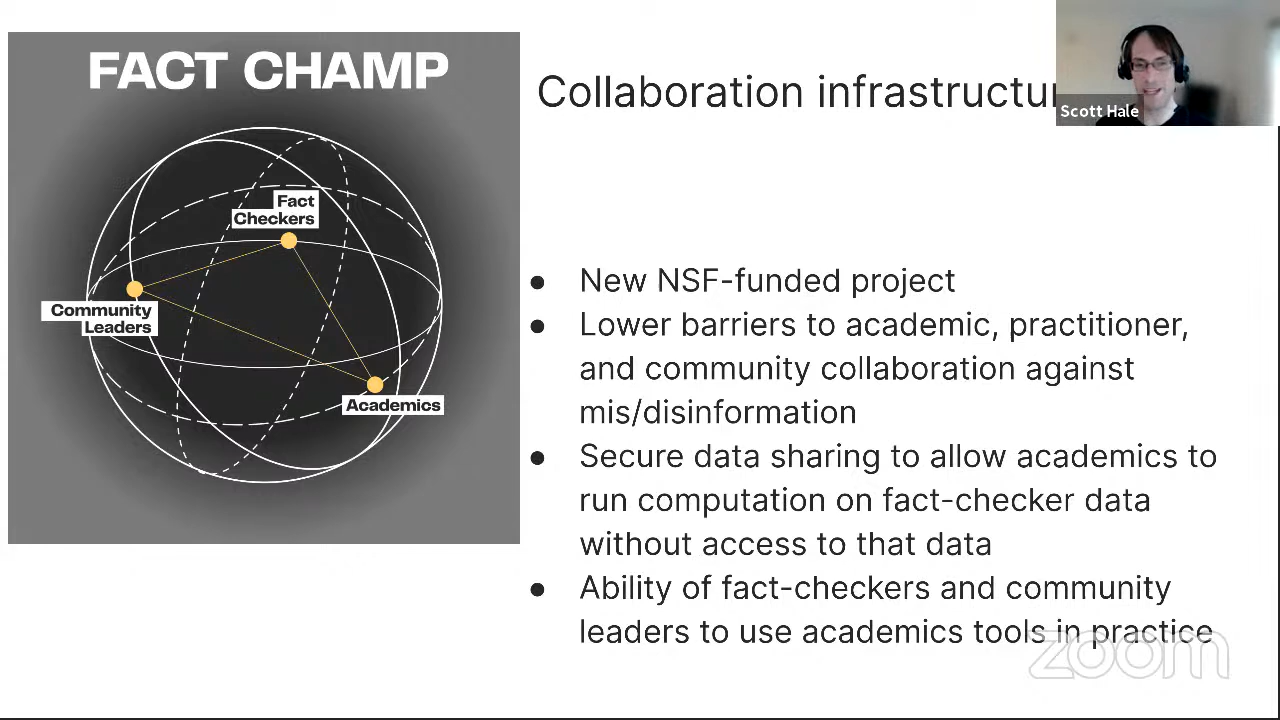 FACT CHAMP
Collaboration infrastructu
Scott Hale
Fact
Checkers
Community
Leaders
Academics
● New NSF-funded project
● Lower barriers to academic, practitioner,
and community collaboration against
mis/disinformation
● Secure data sharing to allow academics to
run computation on fact-checker data
without access to that data
● Ability of fact-checkers and community
leaders to use academics tools in practice
zoom